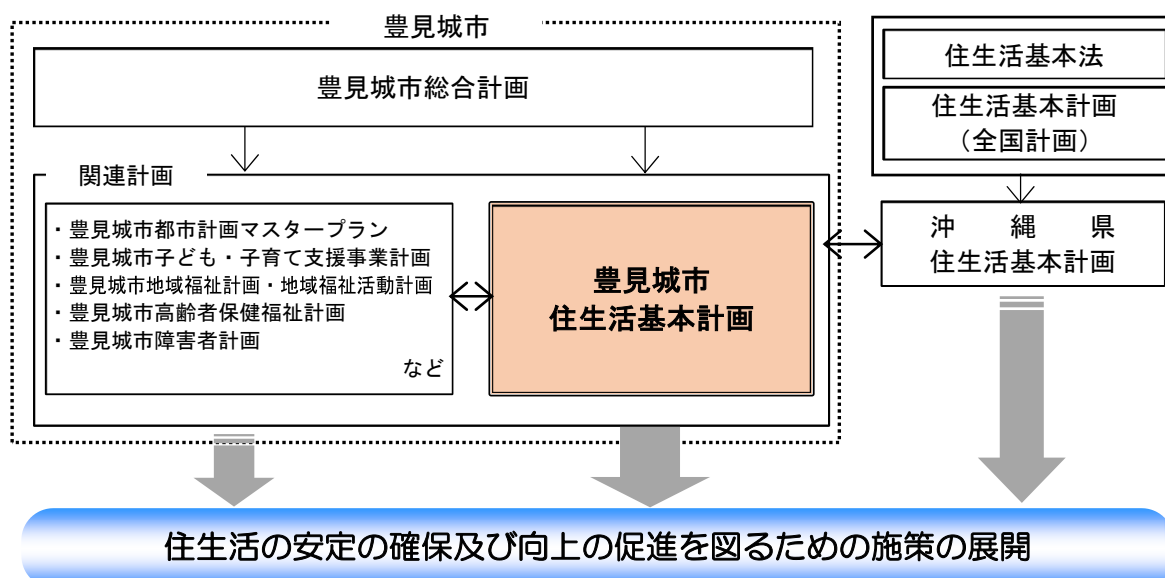 豊見城市
豊見城市総合計画
関連計画
・豊見城市都市計画マスタープラン
・豊見城市子ども・子育て支援事業計画
・豊見城市地域福祉計画・地域福祉活動計画
・豊見城市高齢者保健福祉計画
・豊見城市障害者計画
など
豊見城市
住生活基本計画
住生活基本法
住生活基本計画
（全国計画）
沖　縄　県
住生活基本計画
住生活の安定の確保及び向上の促進を図るための施策の展開